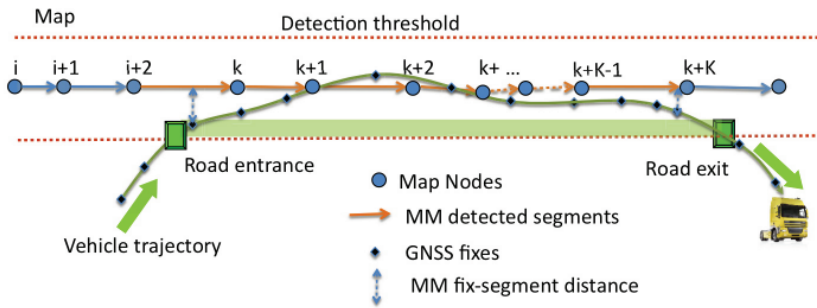 Map
Detection threshold
i i+1 i+2 k k+1 k+2 k+ ... k+K-1 k+K
Road entrance
Road exit
Vehicle trajectory
Map Nodes
MM detected segments
GNSS fixes
MM fix-segment distance